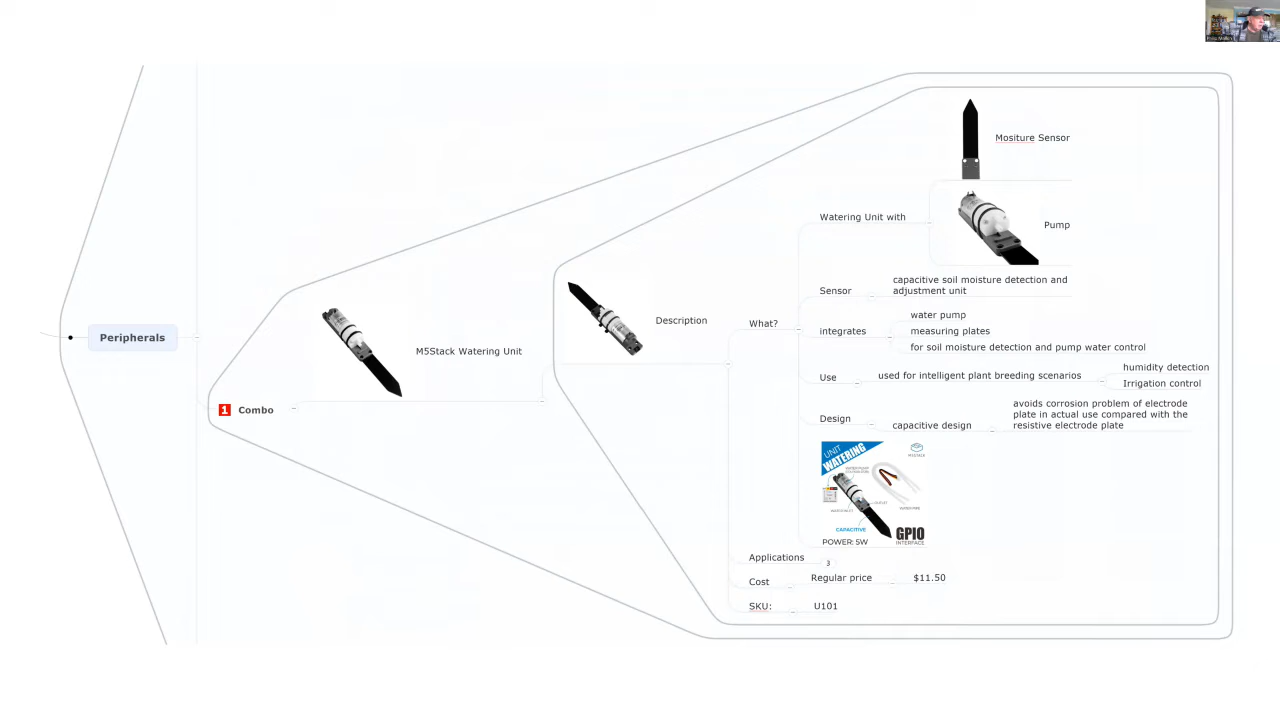 Mositure Sensor
Watering Unit with
Pump
Sensor
capacitive soil moisture detection and
adjustment unit
Description
What?
integrates
water pump
measuring plates
for soil moisture detection and pump water control
Peripherals
M5Stack Watering Unit
Use
used for intelligent plant breeding scenarios
humidity detection
Irrigation control
1 Combo
Design
capacitive design
avoids corrosion problem of electrode
plate in actual use compared with the
resistive electrode plate
UNIT
WATERING
M5STACK
CAPACITIVE
POWER: 5W
GPIO
INTERFACE
Applications
3
Cost
Regular price
$11.50
SKU:
U101